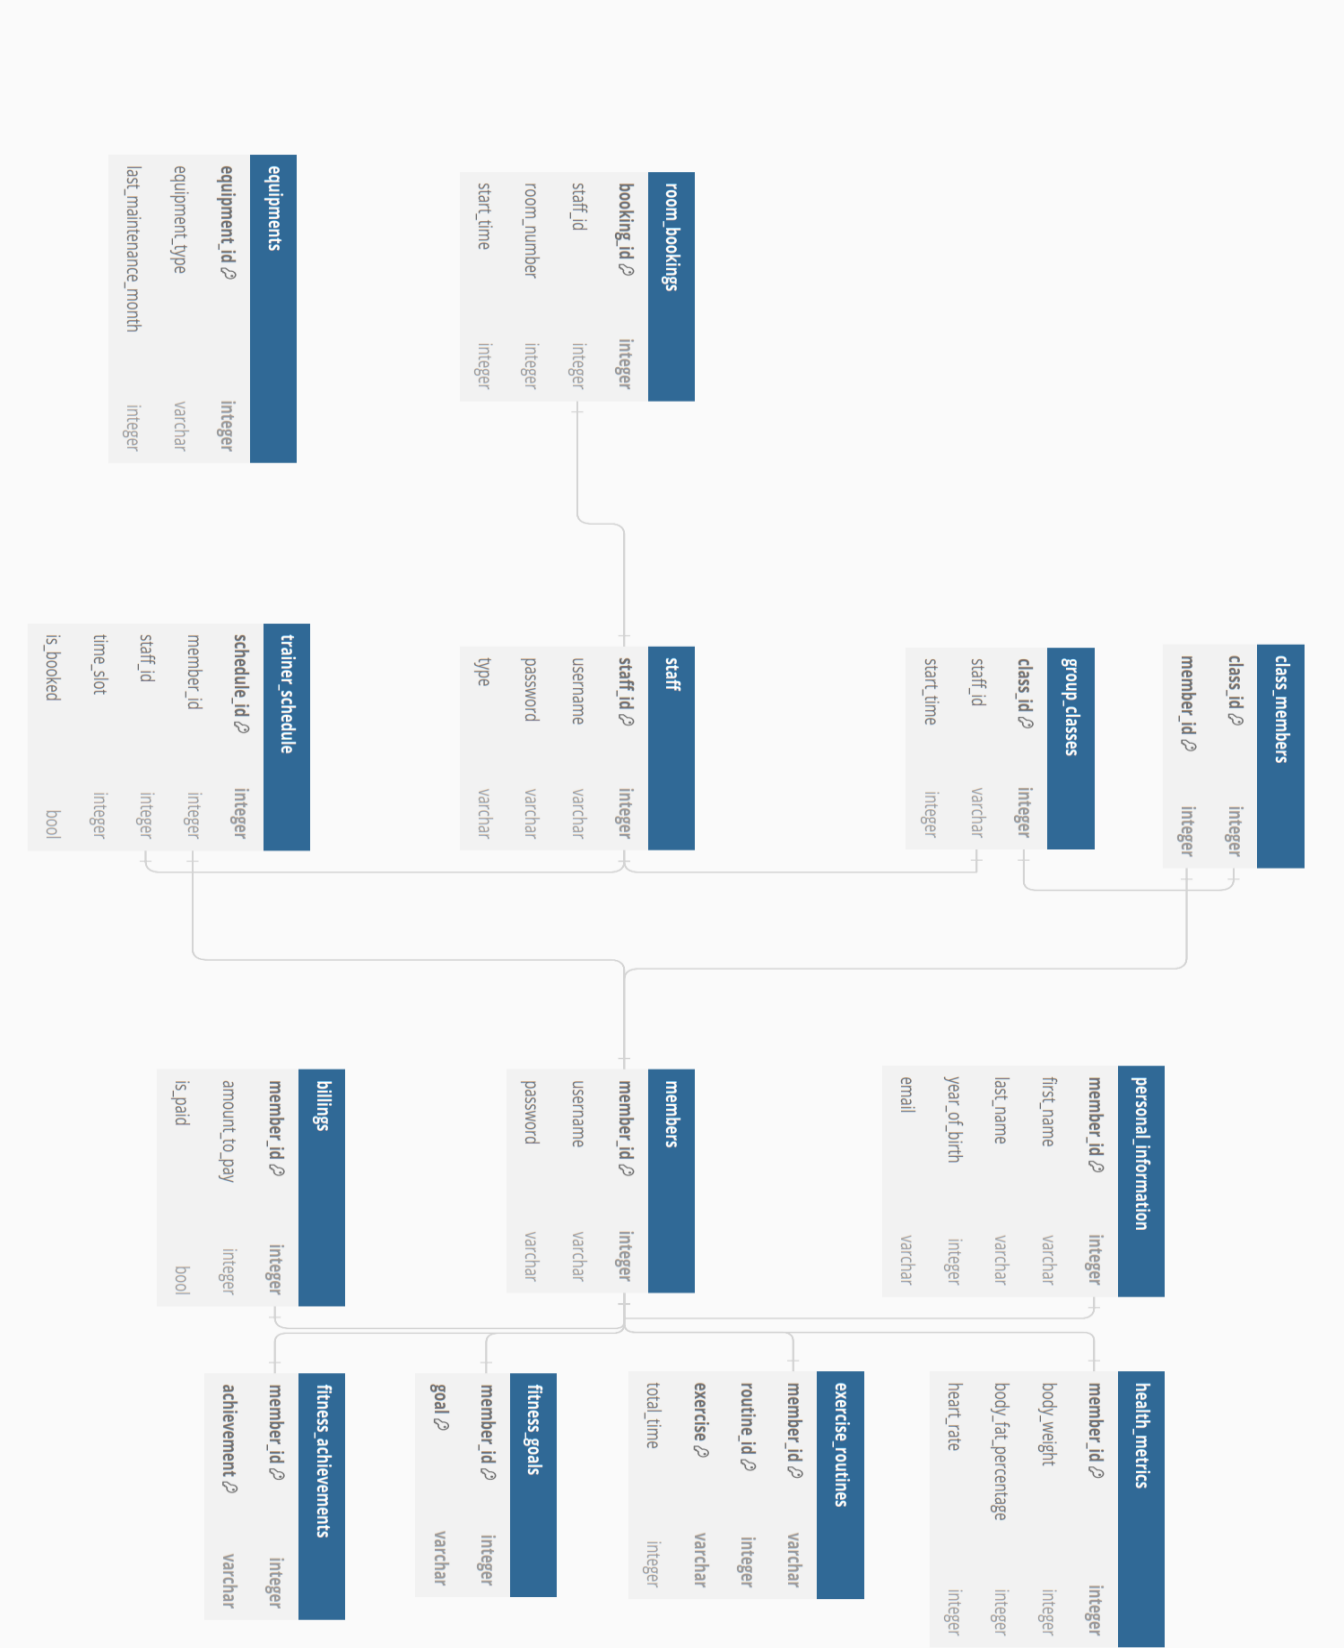 class_members
class_id integer
member_id integer
group_classes
class_id integer
staff_id varchar
start_time integer
room_bookings
booking_id integer
staff_id integer
room_number integer
start_time integer
staff
staff_id integer
username varchar
password varchar
type varchar
equipments
equipment_id integer
equipment_type varchar
last_maintenance_month integer
trainer_schedule
schedule_id integer
member_id integer
staff_id integer
time_slot integer
is_booked bool
personal_information
member_id integer
first_name varchar
last_name varchar
year_of_birth integer
email varchar
members
member_id integer
username varchar
password varchar
billings
member_id integer
amount_to_pay integer
is_paid bool
health_metrics
member_id integer
body_weight integer
body_fat_percentage integer
heart_rate integer
exercise_routines
member_id varchar
routine_id integer
exercise varchar
total_time integer
fitness_goals
member_id integer
goal varchar
fitness_achievements
member_id integer
achievement varchar